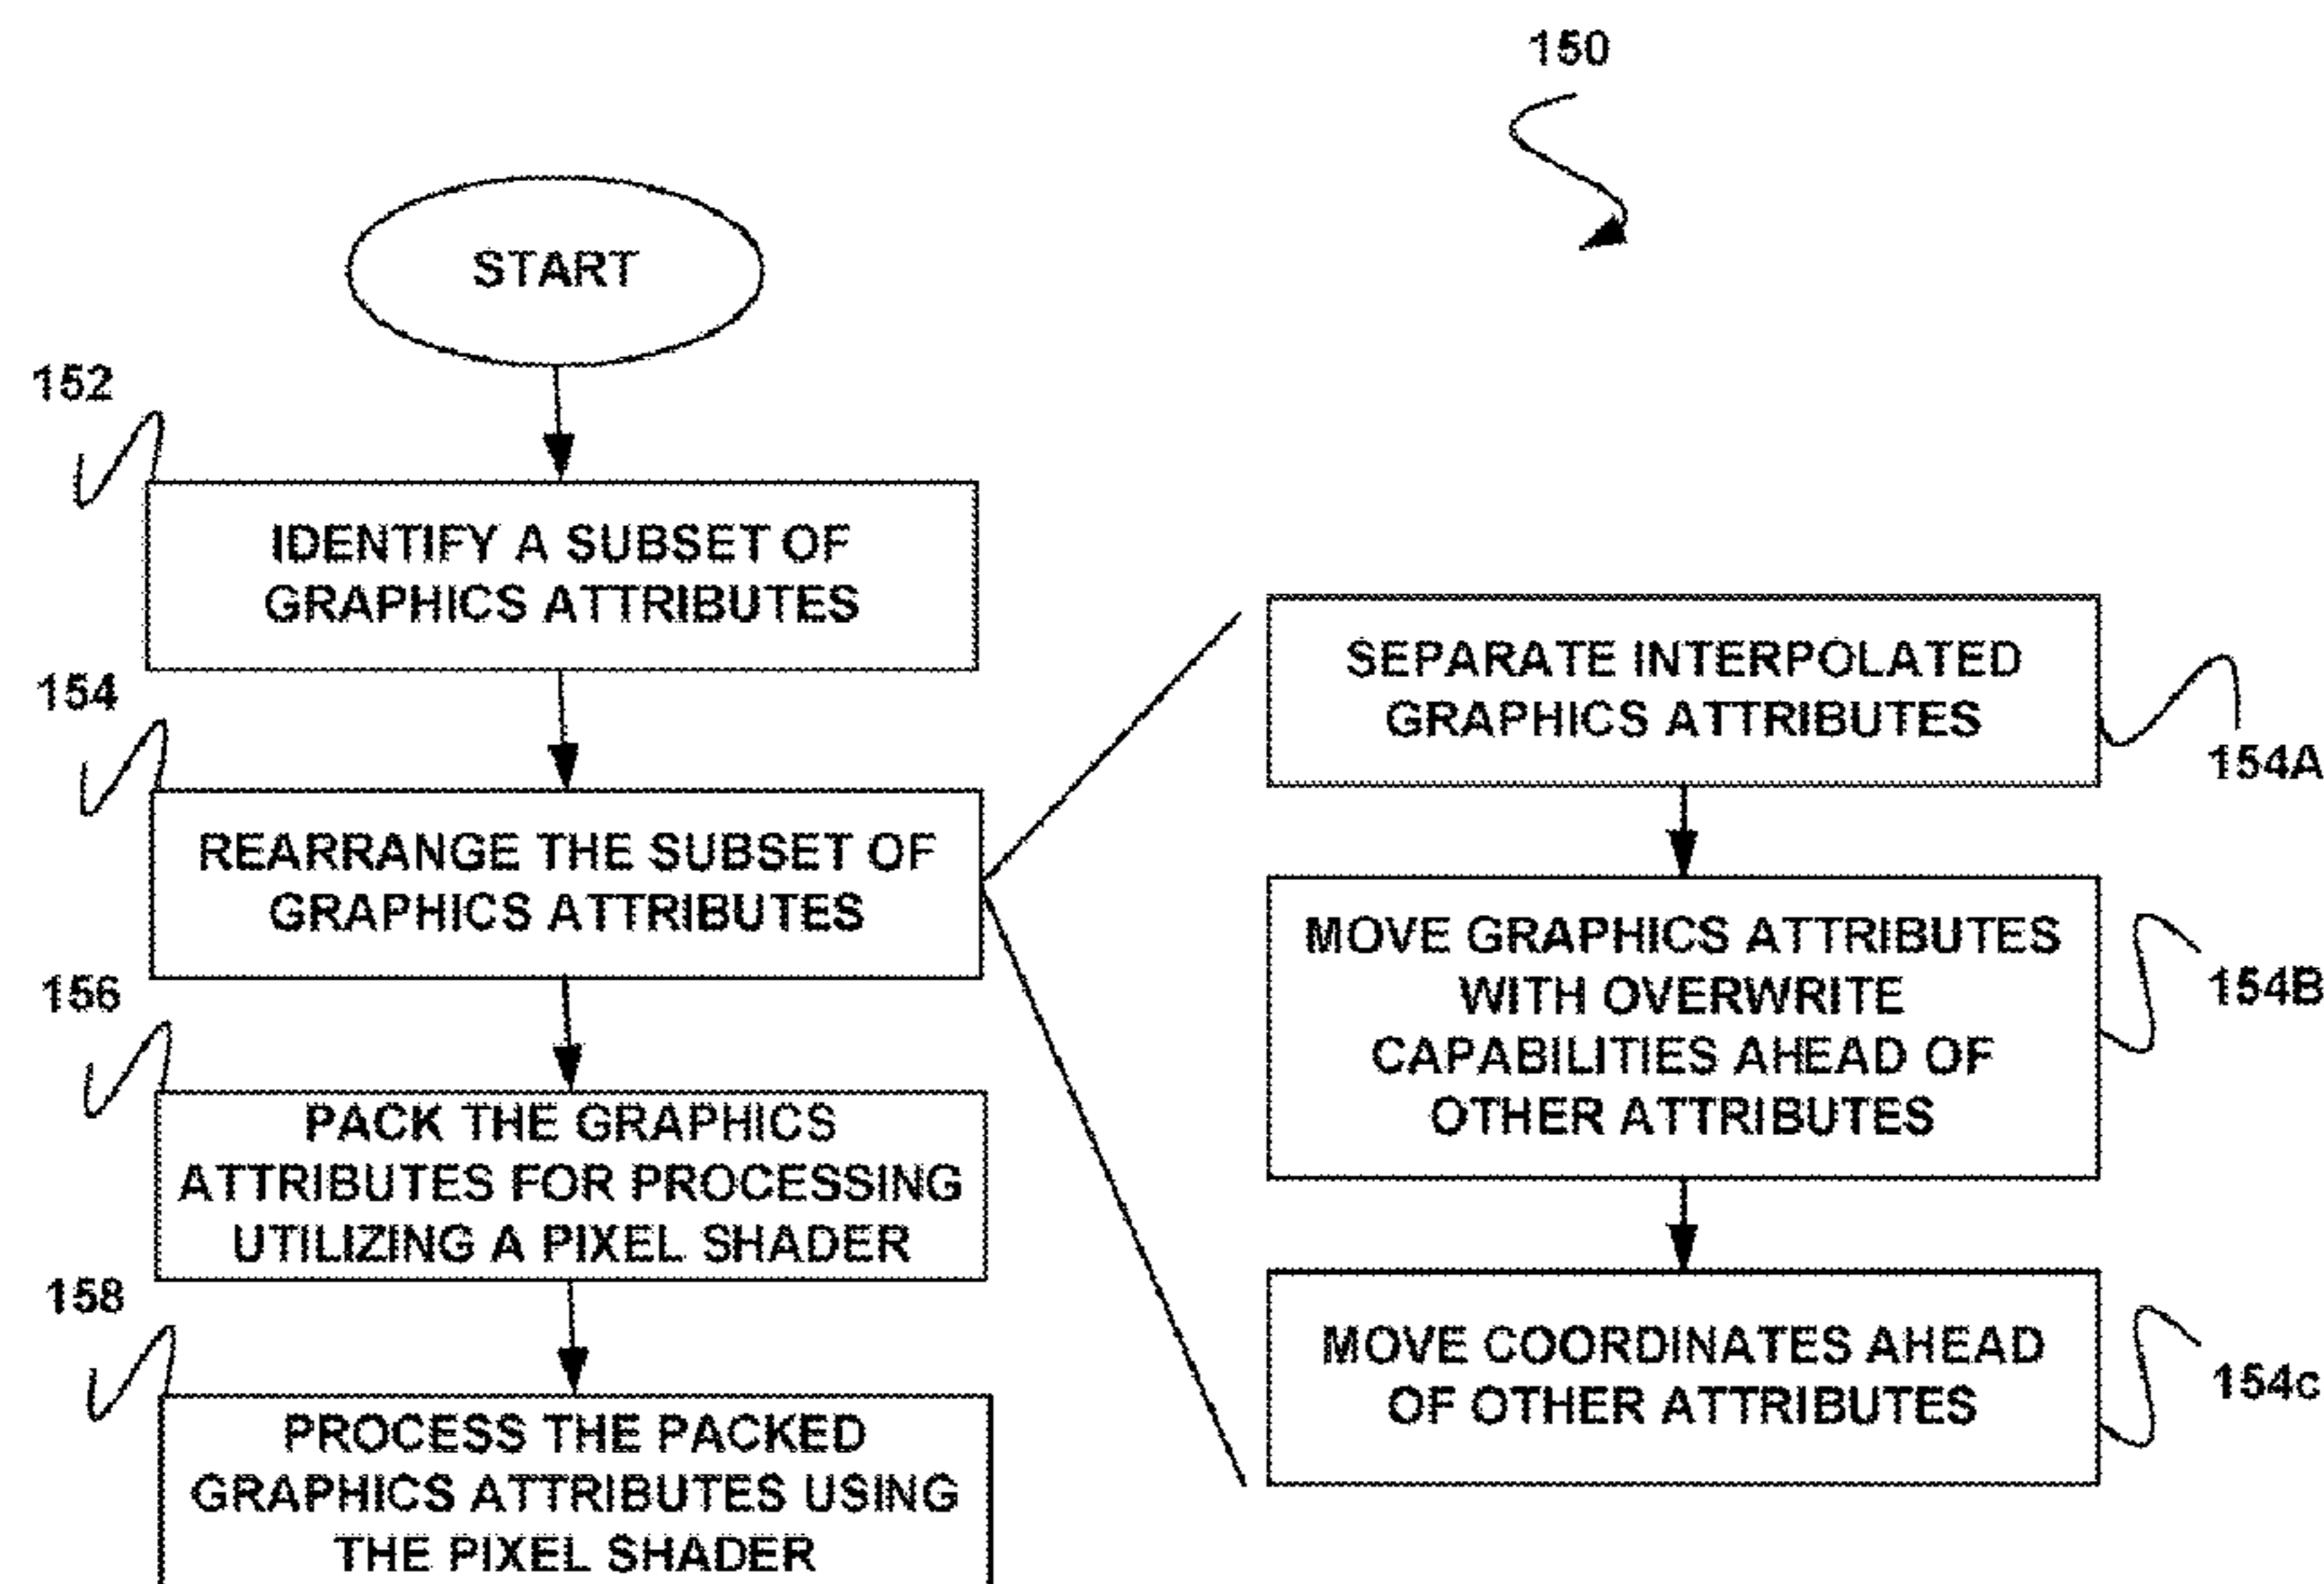 150
START
152
IDENTIFY A SUBSET OF
GRAPHICS ATTRIBUTES
154
REARRANGE THE SUBSET OF
GRAPHICS ATTRIBUTES
156
PACK THE GRAPHICS
ATTRIBUTES FOR PROCESSING
UTILIZING A PIXEL SHADER
158
PROCESS THE PACKED
GRAPHICS ATTRIBUTES USING
THE PIXEL SHADER
SEPARATE INTERPOLATED
GRAPHICS ATTRIBUTES
154A
MOVE GRAPHICS ATTRIBUTES
WITH OVERWRITE
CAPABILITIES AHEAD OF
OTHER ATTRIBUTES
154B
MOVE COORDINATES AHEAD
OF OTHER ATTRIBUTES
154c